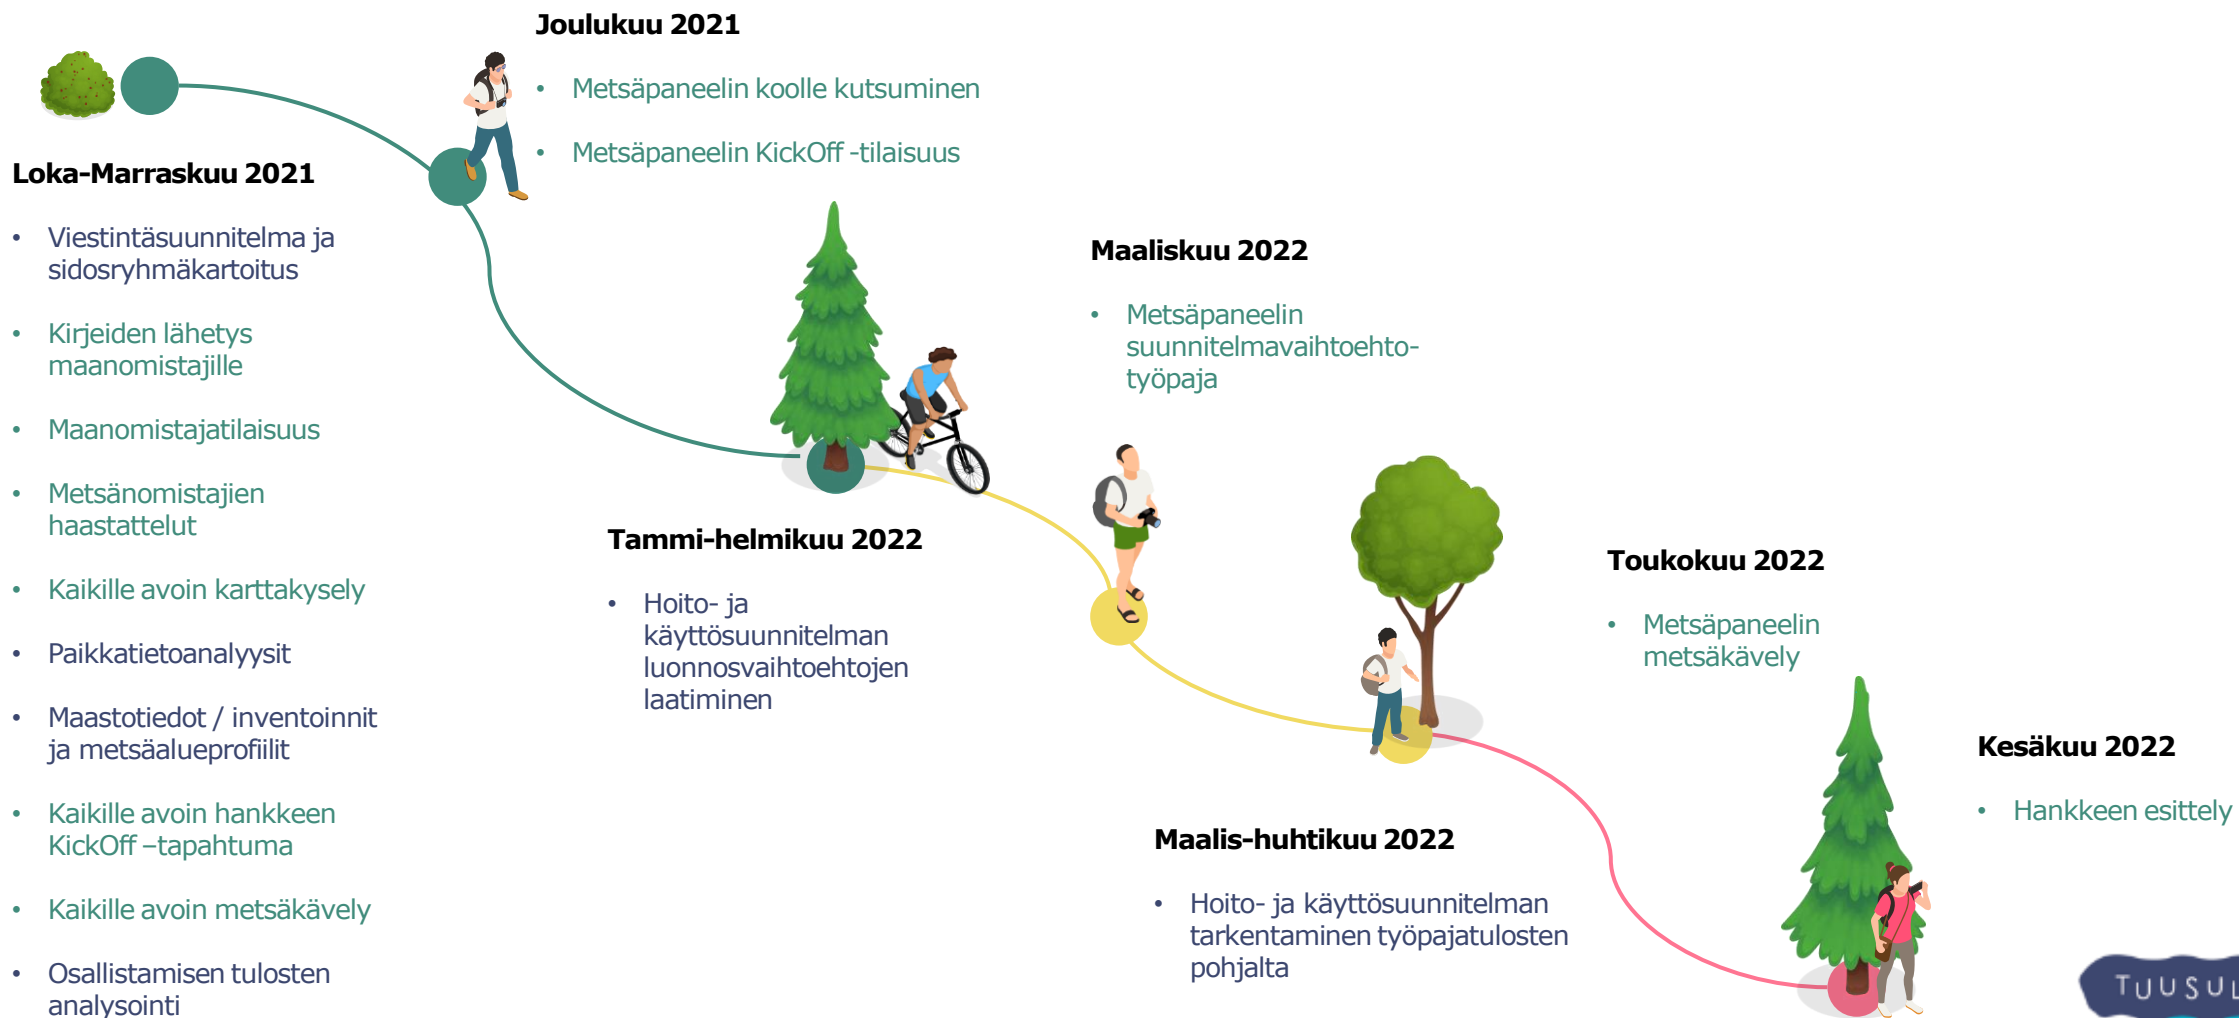 Joulukuu 2021
• Metsäpaneelin koolle kutsuminen
• Metsäpaneelin KickOff -tilaisuus
Loka-Marraskuu 2021
• Viestintäsuunnitelma ja
sidosryhmäkartoitus
• Kirjeiden lähetys
maanomistajille
• Maanomistajatilaisuus
• Metsänomistajien
haastattelut
• Kaikille avoin karttakysely
• Paikkatietoanalyysit
• Maastotiedot / inventoinnit
ja metsäalueprofiilit
• Kaikille avoin hankkeen
KickOff –tapahtuma
• Kaikille avoin metsäkävely
• Osallistamisen tulosten
analysointi
Tammi-helmikuu 2022
• Hoito- ja
käyttösuunnitelman
luonnosvaihtoehtojen
laatiminen
Maaliskuu 2022
• Metsäpaneelin
suunnitelmavaihtoehto-
työpaja
Maalis-huhtikuu 2022
• Hoito- ja käyttösuunnitelman
tarkentaminen työpajatulosten
pohjalta
Toukokuu 2022
• Metsäpaneelin
metsäkävely
Kesäkuu 2022
• Hankkeen esittely